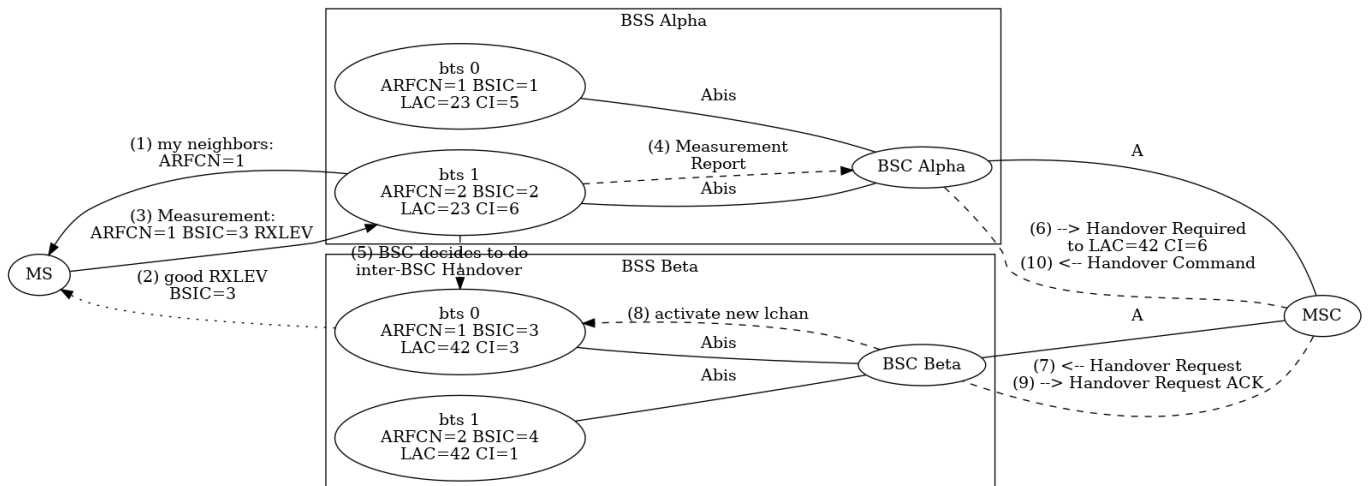 BSS Alpha
bts 0
ARFCN=1 BSIC=1
LAC=23 CI=5
Abis
(1) my neighbors:
ARFCN=1
(4) Measurement
Report
A
BSC Alpha
bts 1
ARFCN=2 BSIC=2
LAC=23 CI=6
Abis
(3) Measurement:
ARFCN=1 BSIC=3 RXLEV
(6) --> Handover Required
to LAC=42 CI=6
(10) <-- Handover Command
(5) BSC decides to do
inter-BSC Handover
MS
BSS Beta
(2) good RXLEV
BSIC=3
bts 0
ARFCN=1 BSIC=3
LAC=42 CI=3
(8) activate new lchan
A
MSC
Abis
BSC Beta
(7) <-- Handover Request
(9) --> Handover Request ACK
Abis
bts 1
ARFCN=2 BSIC=4
LAC=42 CI=1